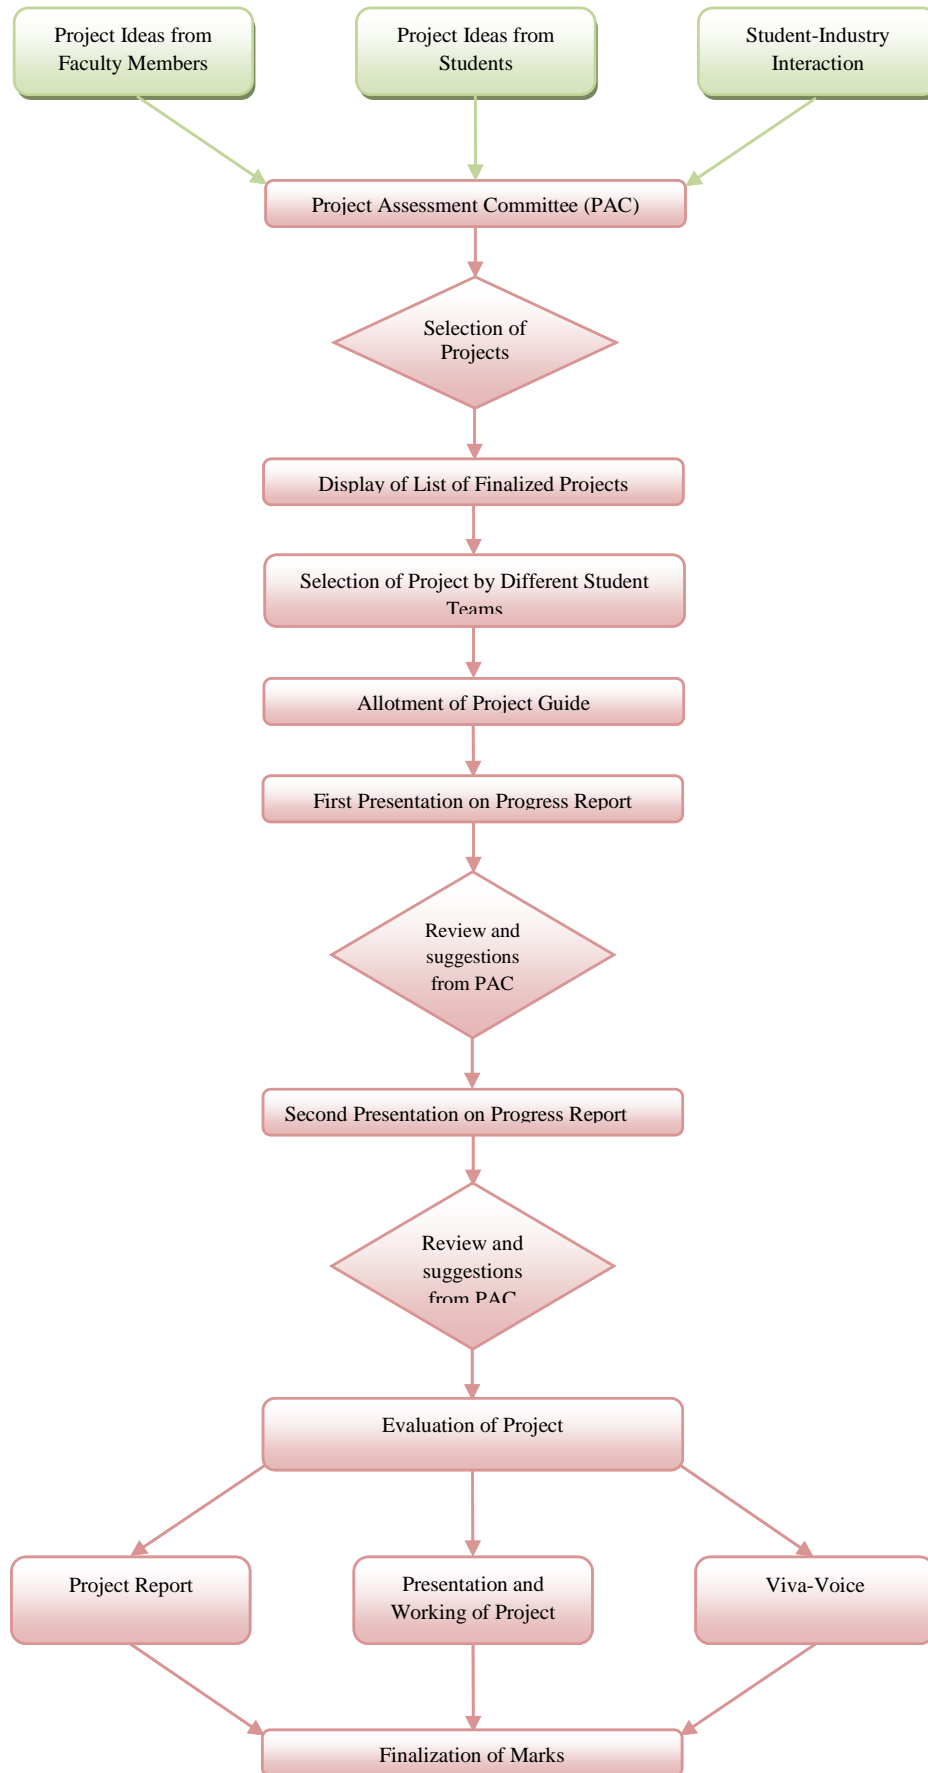 Project Ideas from
Faculty Members
Project Ideas from
Students
Student-Industry
Interaction
Project Assessment Committee (PAC)
Selection of
Projects
Display of List of Finalized Projects
Selection of Project by Different Student
Teams
Allotment of Project Guide
First Presentation on Progress Report
Review and
suggestions
from PAC
Second Presentation on Progress Report
Review and
suggestions
from PAC
Evaluation of Project
Project Report
Presentation and
Working of Project
Viva-Voice
Finalization of Marks